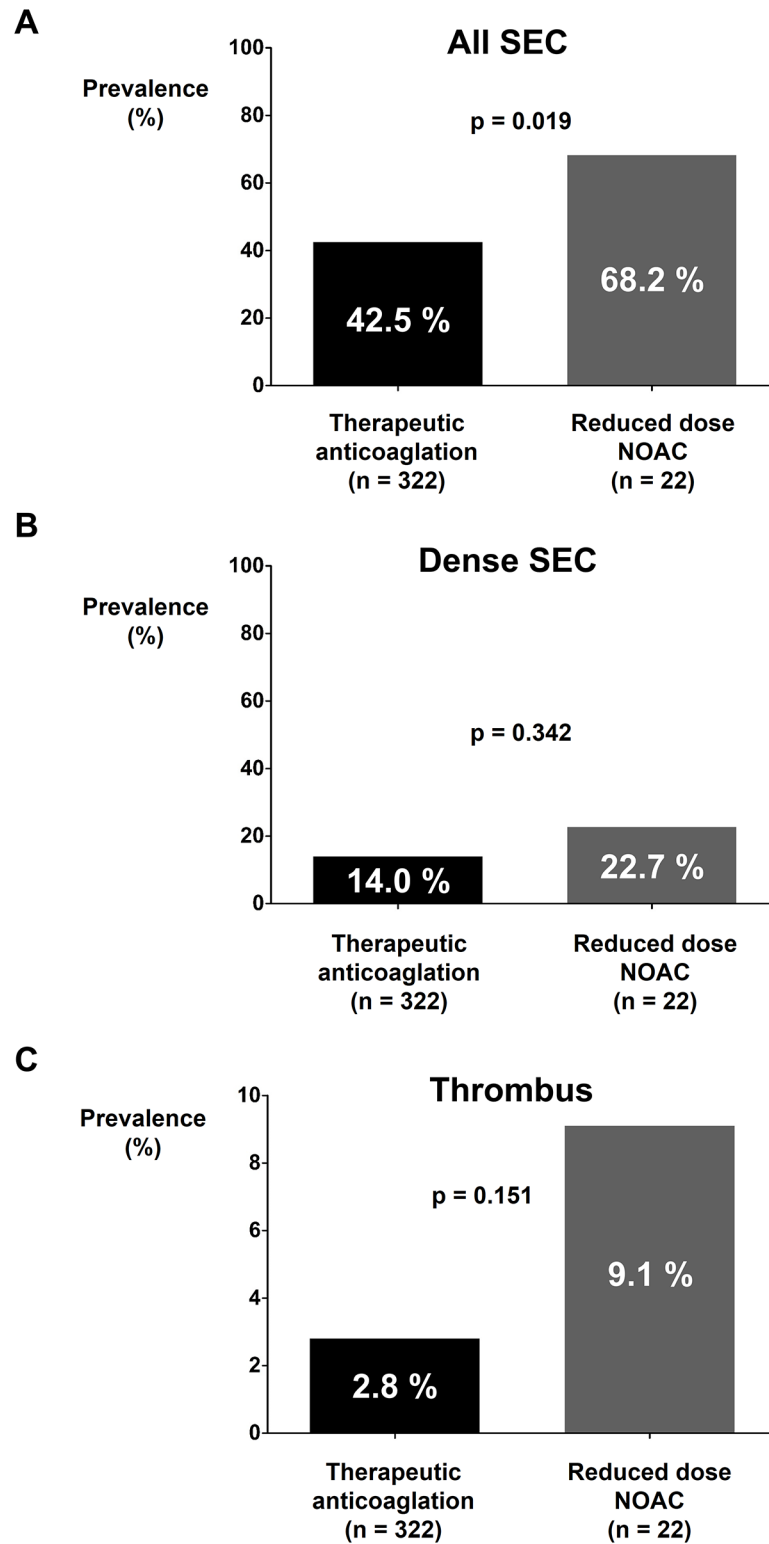 A
All SEC
Prevalence
(%)
100
80
60
40
20
0
p = 0.019
42.5 %
68.2 %
Therapeutic
anticoaglation
(n = 322)
Reduced dose
NOAC
(n = 22)
B
Dense SEC
Prevalence
(%)
100
80
60
40
20
0
p = 0.342
14.0 %
22.7 %
Therapeutic
anticoaglation
(n = 322)
Reduced dose
NOAC
(n = 22)
C
Thrombus
Prevalence
(%)
10
8
6
4
2
0
p = 0.151
2.8 %
9.1 %
Therapeutic
anticoaglation
(n = 322)
Reduced dose
NOAC
(n = 22)